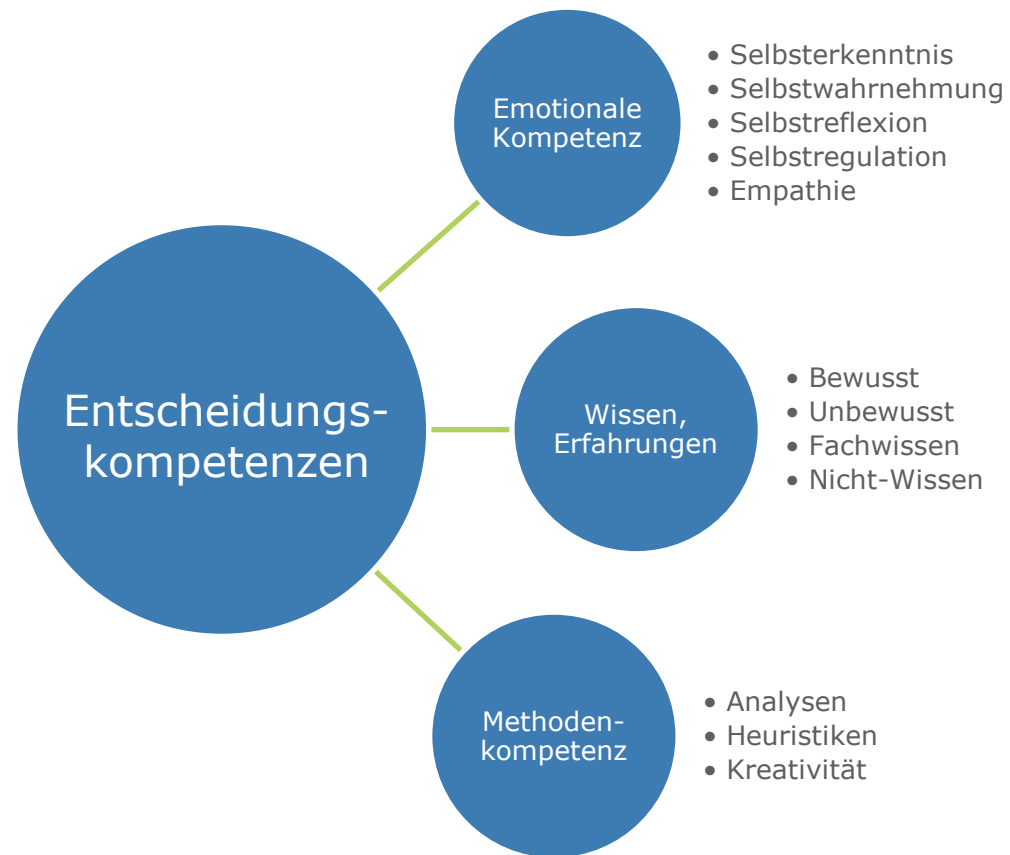 Emotionale
Kompetenz
• Selbsterkenntnis
• Selbstwahrnehmung
• Selbstreflexion
• Selbstregulation
• Empathie
Entscheidungs-
kompetenzen
Wissen,
Erfahrungen
• Bewusst
• Unbewusst
• Fachwissen
• Nicht-Wissen
Methoden-
kompetenz
• Analysen
• Heuristiken
• Kreativität